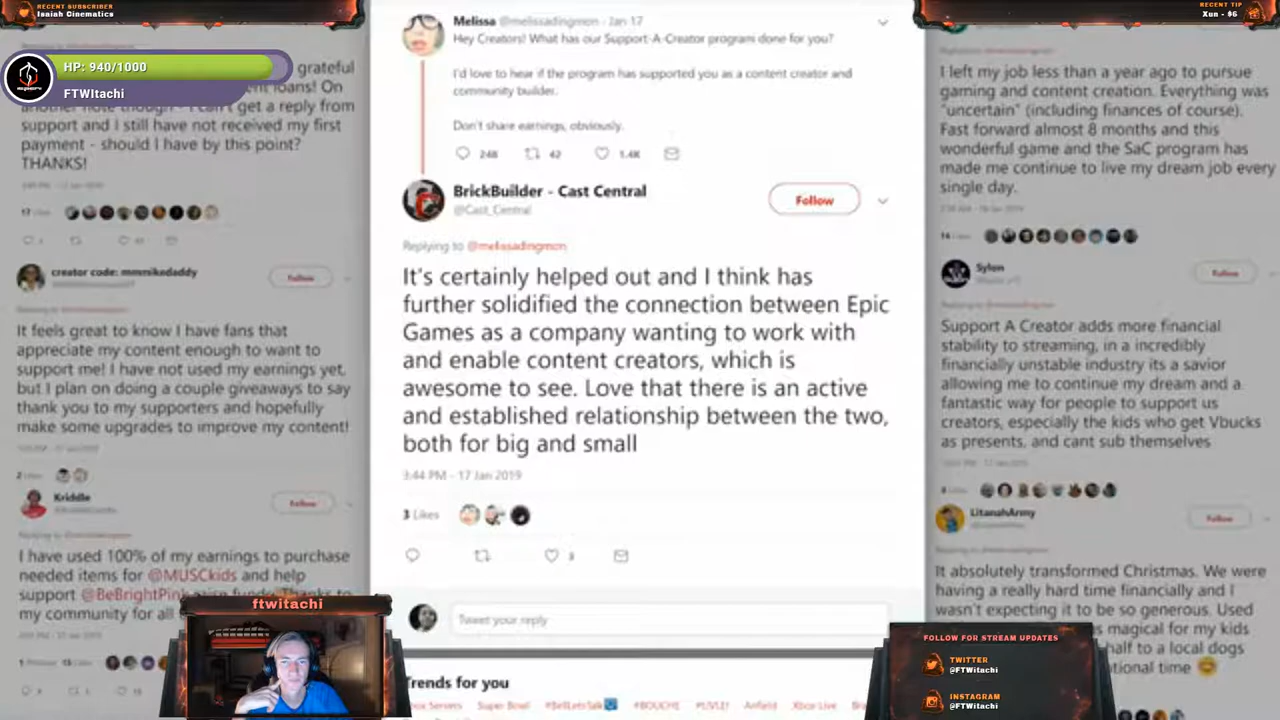 RECENT SUBSCRIBER
Isaiah Cinematics
RECENT TIP
Xun - $6
HP: 940/1000
FTWItachi
grateful
ent loans! On
can't get a reply from
support and I still have not received my first
payment - should I have by this point?
THANKS!
17
creator code: mmmikedaddy
Follow
It feels great to know I have fans that
appreciate my content enough to want to
support me! I have not used my earnings yet,
but I plan on doing a couple giveaways to say
thank you to my supporters and hopefully
make some upgrades to improve my content!
2 Likes
Kriddle
Follow
I have used 100% of my earnings to purchase
needed items for @MUSCkids and help
support @BeBrightPink
my community for all
ftwitachi
Melissa @melissadingmon - Jan 17
Hey Creators! What has our Support-A-Creator program done for you?
I'd love to hear if the program has supported you as a content creator and
community builder.
Don't share earnings, obviously.
248 42 1.4K
BrickBuilder - Cast Central
@Cast_Central
Follow
Replying to @melissadingmon
It's certainly helped out and I think has
further solidified the connection between Epic
Games as a company wanting to work with
and enable content creators, which is
awesome to see. Love that there is an active
and established relationship between the two,
both for big and small
3:44 PM - 17 Jan 2019
3 Likes
3
Tweet your reply
Trends for you
Servers Super Bowl #BellLetsTalk #BOUCHE #LIVLEI Anfield Xbox Live
I left my job less than a year ago to pursue
gaming and content creation. Everything was
"uncertain" (including finances of course).
Fast forward almost 8 months and this
wonderful game and the SaC program has
made me continue to live my dream job every
single day.
Sylon
Follow
Support A Creator adds more financial
stability to streaming, in a incredibly
financially unstable industry its a savior
allowing me to continue my dream and a
fantastic way for people to support us
creators, especially the kids who get Vbucks
as presents, and cant sub themselves
LitanahArmy
Follow
It absolutely transformed Christmas. We were
having a really hard time financially and I
wasn't expecting it to be so generous. Used
s magical for my kids
half to a local dogs
tional time
FOLLOW FOR STREAM UPDATES
TWITTER
@FTWitachi
INSTAGRAM
@FTWitachi